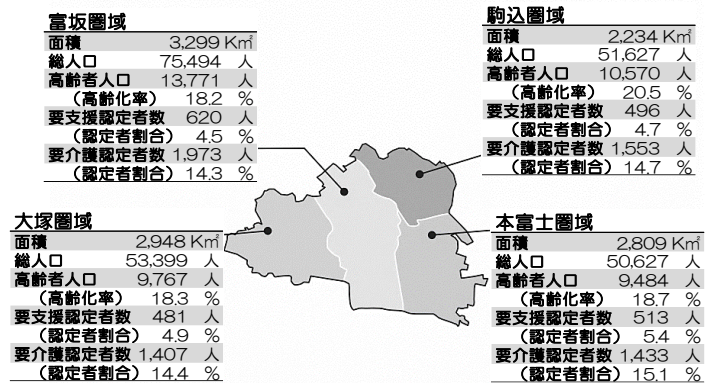 富坂圏域
面積 3,299 K㎡
総人口 75,494 人
高齢者人口 13,771 人
（高齢化率） 18.2 %
要支援認定者数 620 人
（認定者割合） 4.5 %
要介護認定者数 1,973 人
（認定者割合） 14.3 %
駒込圏域
面積 2,234 K㎡
総人口 51,627 人
高齢者人口 10,570 人
（高齢化率） 20.5 %
要支援認定者数 496 人
（認定者割合） 4.7 %
要介護認定者数 1,553 人
（認定者割合） 14.7 %
大塚圏域
面積 2,948 K㎡
総人口 53,399 人
高齢者人口 9,767 人
（高齢化率） 18.3 %
要支援認定者数 481 人
（認定者割合） 4.9 %
要介護認定者数 1,407 人
（認定者割合） 14.4 %
本富士圏域
面積 2,809 K㎡
総人口 50,627 人
高齢者人口 9,484 人
（高齢化率） 18.7 %
要支援認定者数 513 人
（認定者割合） 5.4 %
要介護認定者数 1,433 人
（認定者割合） 15.1 %